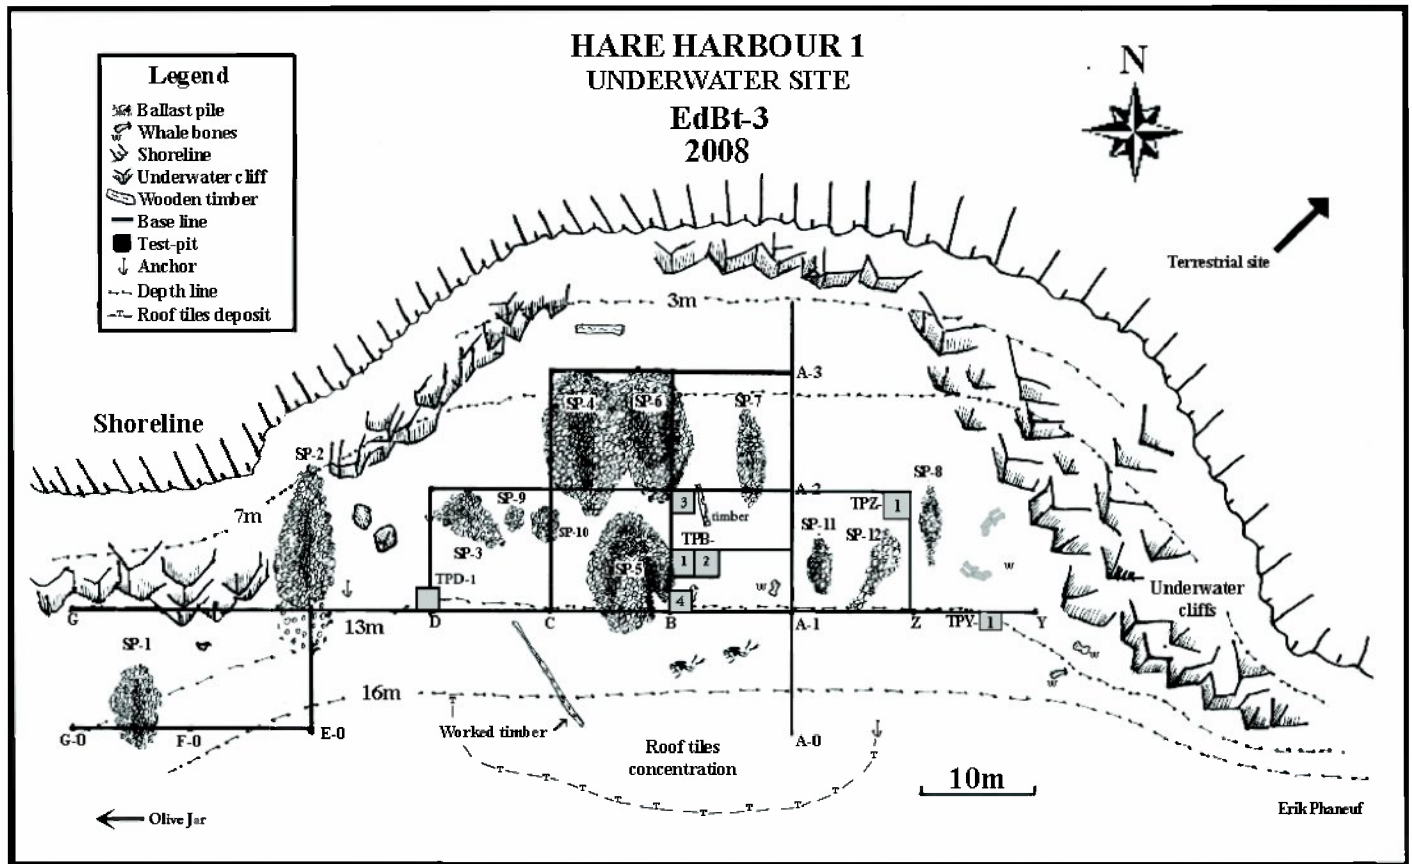 HARE HARBOUR 1
UNDERWATER SITE
EdBt-3
2008
Legend
Ballast pile
Whale bones
Shoreline
Underwater cliff
Wooden timber
Base line
Test-pit
Anchor
Depth line
Roof tiles deposit
N
Terrestrial site
3m
A-3
SP-4
SP-6
SP-7
Shoreline
SP-2
SP-8
7m
A-2
SP-9
3
timber
TPZ-
1
SP-10
SP-3
TPB-
SP-11
SP-12
SP-5
1
2
TPD-1
W
W
4
Underwater
cliffs
G
13m
D
C
B
A-1
Z
TPY-
1
Y
SP-1
W
W
16m
G-0
F-0
E-0
Worked timber
A-0
Roof tiles
concentration
10m
Olive Jar
Erik Phaneuf